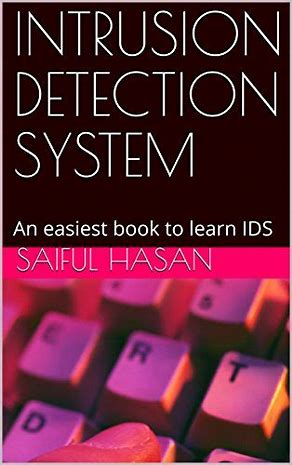 INTRUSION
DETECTION
SYSTEM
An easiest book to learn IDS
SAIFUL HASAN
E R T
D